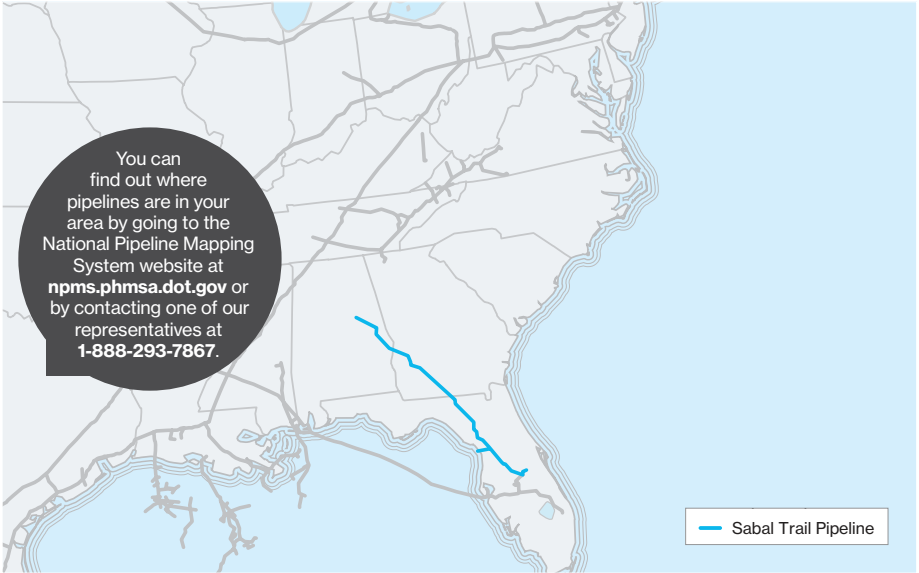 You can
find out where
pipelines are in your
area by going to the
National Pipeline Mapping
System website at
npms.phmsa.dot.gov or
by contacting one of our
representatives at
1-888-293-7867.
Sabal Trail Pipeline